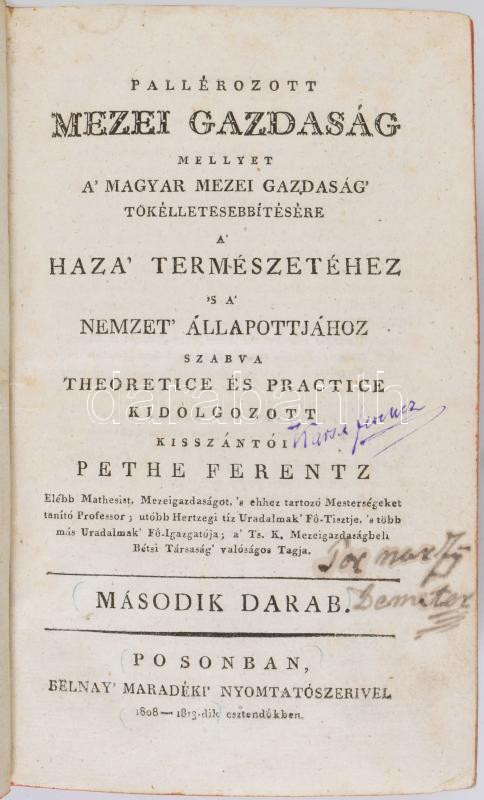 PALLÉROZOTT
MEZEI GAZDASÁG
MELLYET
A' MAGYAR MEZEI GAZDASÁG'
TÖKÉLLETESEBBÍTÉSÉRE
A'
HAZA' TERMÉSZETÉHEZ
'S A'
NEMZET' ÁLLAPOTTJÁHOZ
SZABVA
THEORETICE ÉS PRACTICE
KIDOLGOZOTT
KISSZÁNTÓI
PETHE FERENTZ
Elébb Mathesist, Mezeigazdaságot, 's ehhez tartozó Mesterségeket
tanító Professor; utóbb Hertzegi tíz Uradalmak' Fő-Tisztje, 's több
más Uradalmak' Fő-Igazgatója; a' Ts. K. Mezeigazdaságbeli
Bétsi Társaság' valóságos Tagja.
Demeter
MÁSODIK DARAB.
POSONBAN,
BELNAY' MARADÉKI' NYOMTATÓSZERIVEL
1808—1813-dik esztendőkben.
darabanth